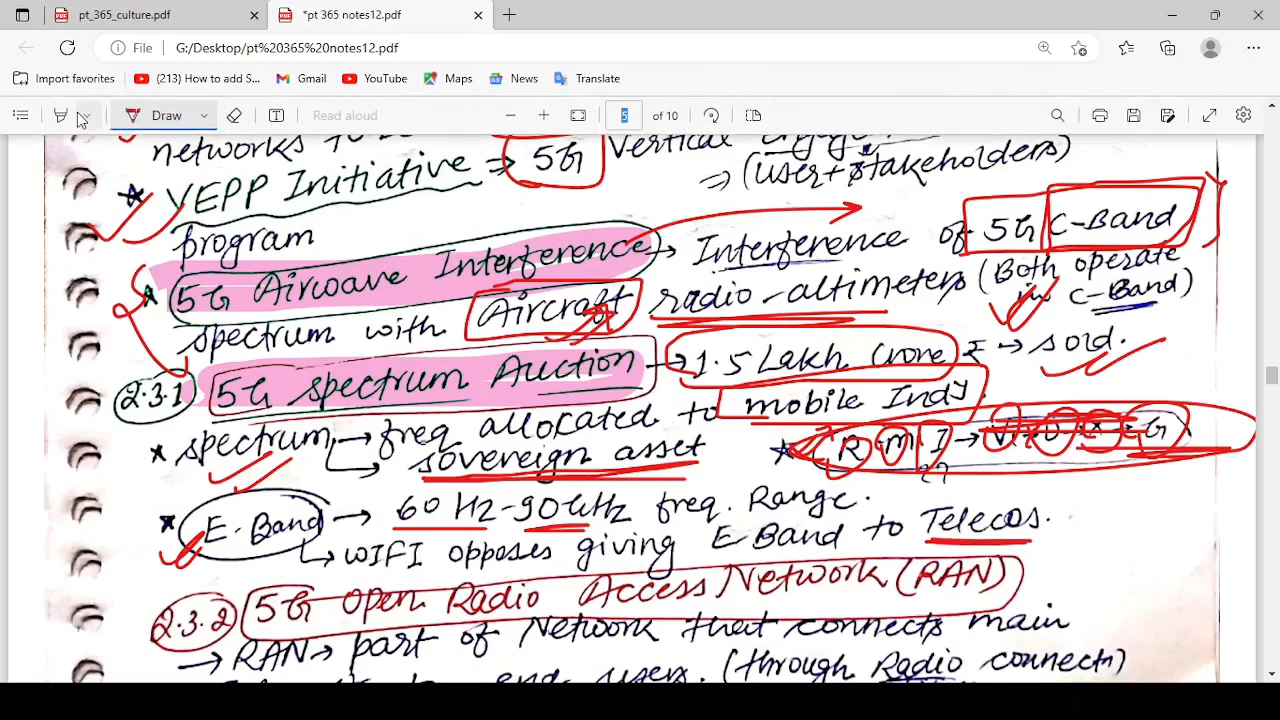 pt_365_culture.pdf
*pt 365 notes12.pdf
File G:/Desktop/pt%20365%20notes12.pdf
Import favorites (213) How to add S... Gmail YouTube Maps News Translate
Draw Read aloud 5 of 10
networks to Vertical
* VEPP Initiative ⇒ 5G ⇒ (user + stakeholders)
program
* 5G Airwave Interference → Interference of 5G C-Band
spectrum with Aircraft radio-altimeters (Both operate in C-Band)
2.3.1 5G spectrum Auction → 1.5 Lakh Crore ₹ → sold.
* spectrum → freq allocated to mobile Indy.
→ sovereign asset
* R M I → G
* E-Band → 60 Hz-90GHz freq. Range.
→ WIFI opposes giving E-Band to Telecos.
2.3.2 5G Open Radio Access Network (RAN)
→ RAN → part of Network that connects main
end users. (through Radio connectn)